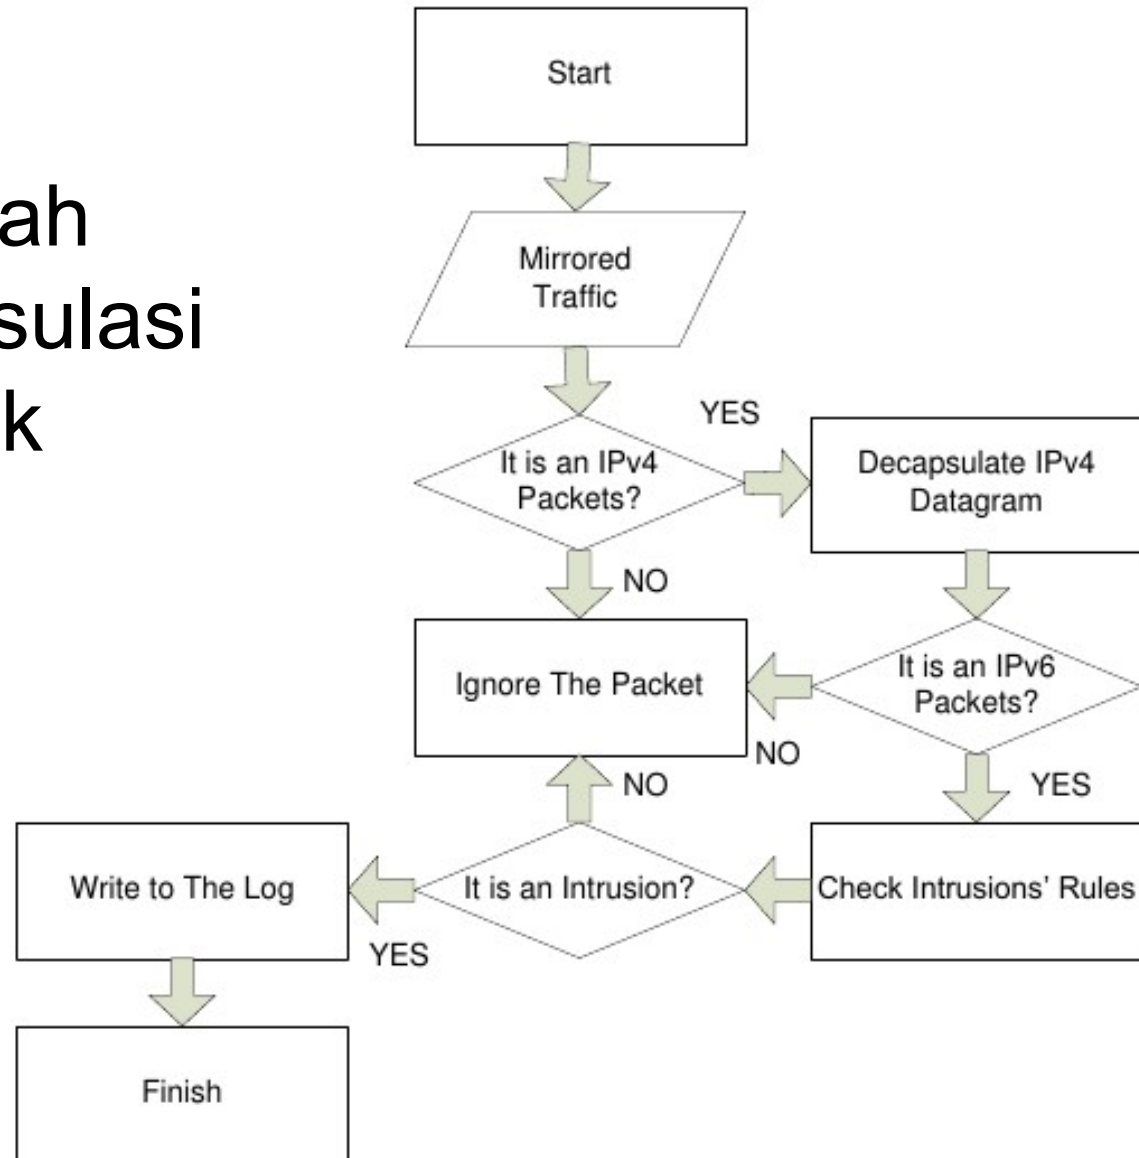 ah
sulasi
k
Start
Mirrored
Traffic
YES
It is an IPv4
Packets?
Decapsulate IPv4
Datagram
NO
Ignore The Packet
It is an IPv6
Packets?
NO
NO
YES
Write to The Log
It is an Intrusion?
Check Intrusions' Rules
YES
Finish